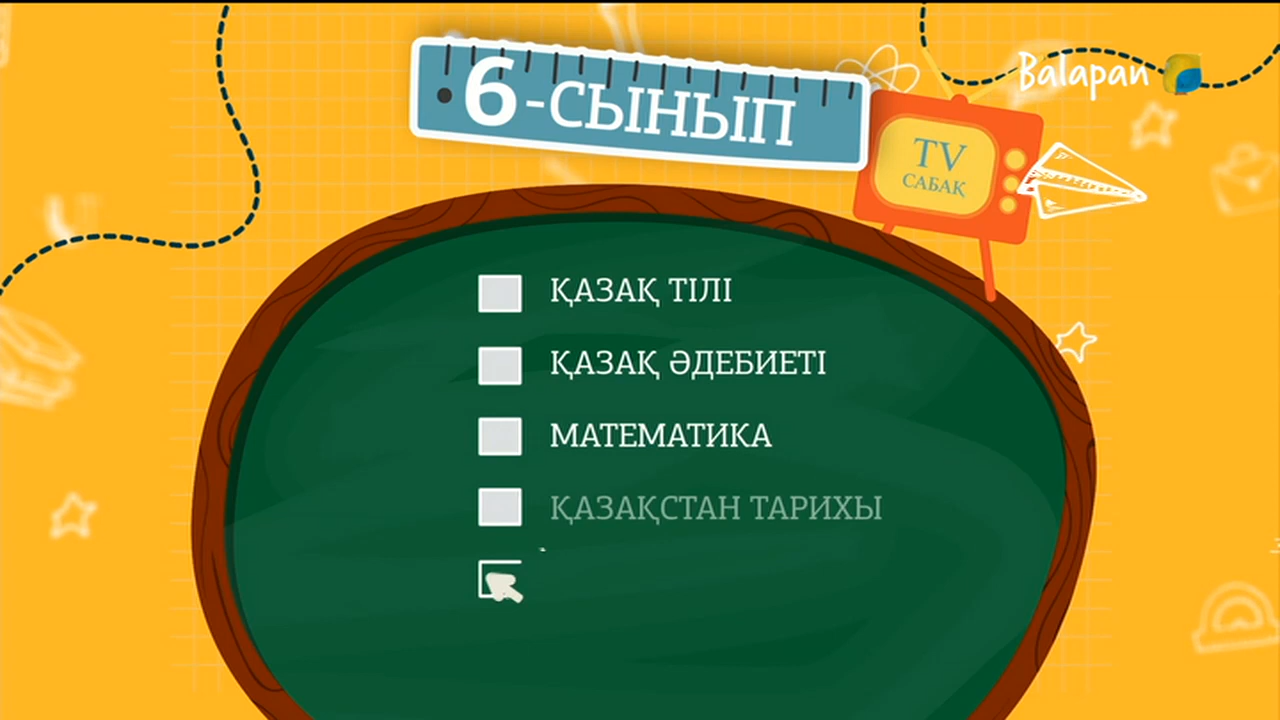 6-СЫНЫП
Balapan
TV
САБАҚ
ҚАЗАҚ ТІЛІ
ҚАЗАҚ ӘДЕБИЕТІ
МАТЕМАТИКА
ҚАЗАҚСТАН ТАРИХЫ